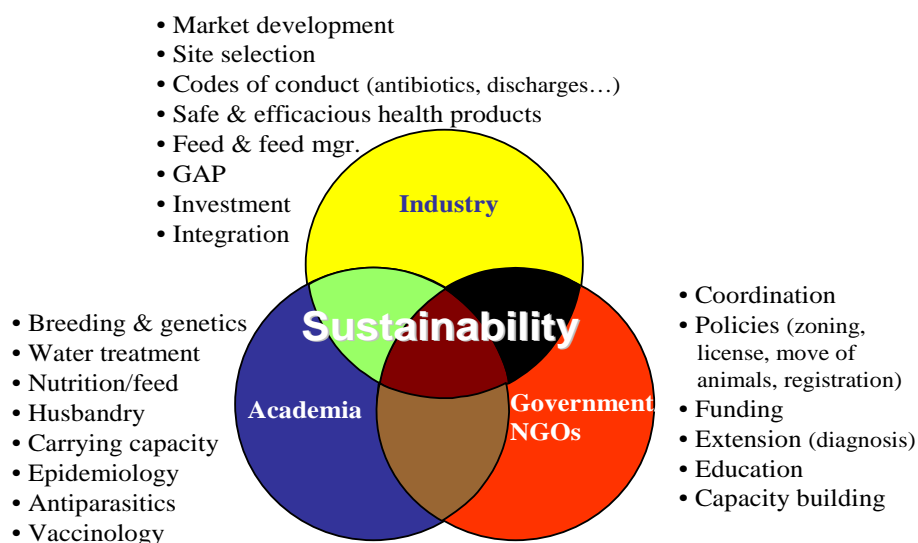 • Market development
• Site selection
• Codes of conduct (antibiotics, discharges…)
• Safe & efficacious health products
• Feed & feed mgr.
• GAP
• Investment
• Integration
Industry
Sustainability
• Breeding & genetics
• Water treatment
• Nutrition/feed
• Husbandry
• Carrying capacity
• Epidemiology
• Antiparasitics
• Vaccinology
Academia
Government
NGOs
• Coordination
• Policies (zoning,
license, move of
animals, registration)
• Funding
• Extension (diagnosis)
• Education
• Capacity building